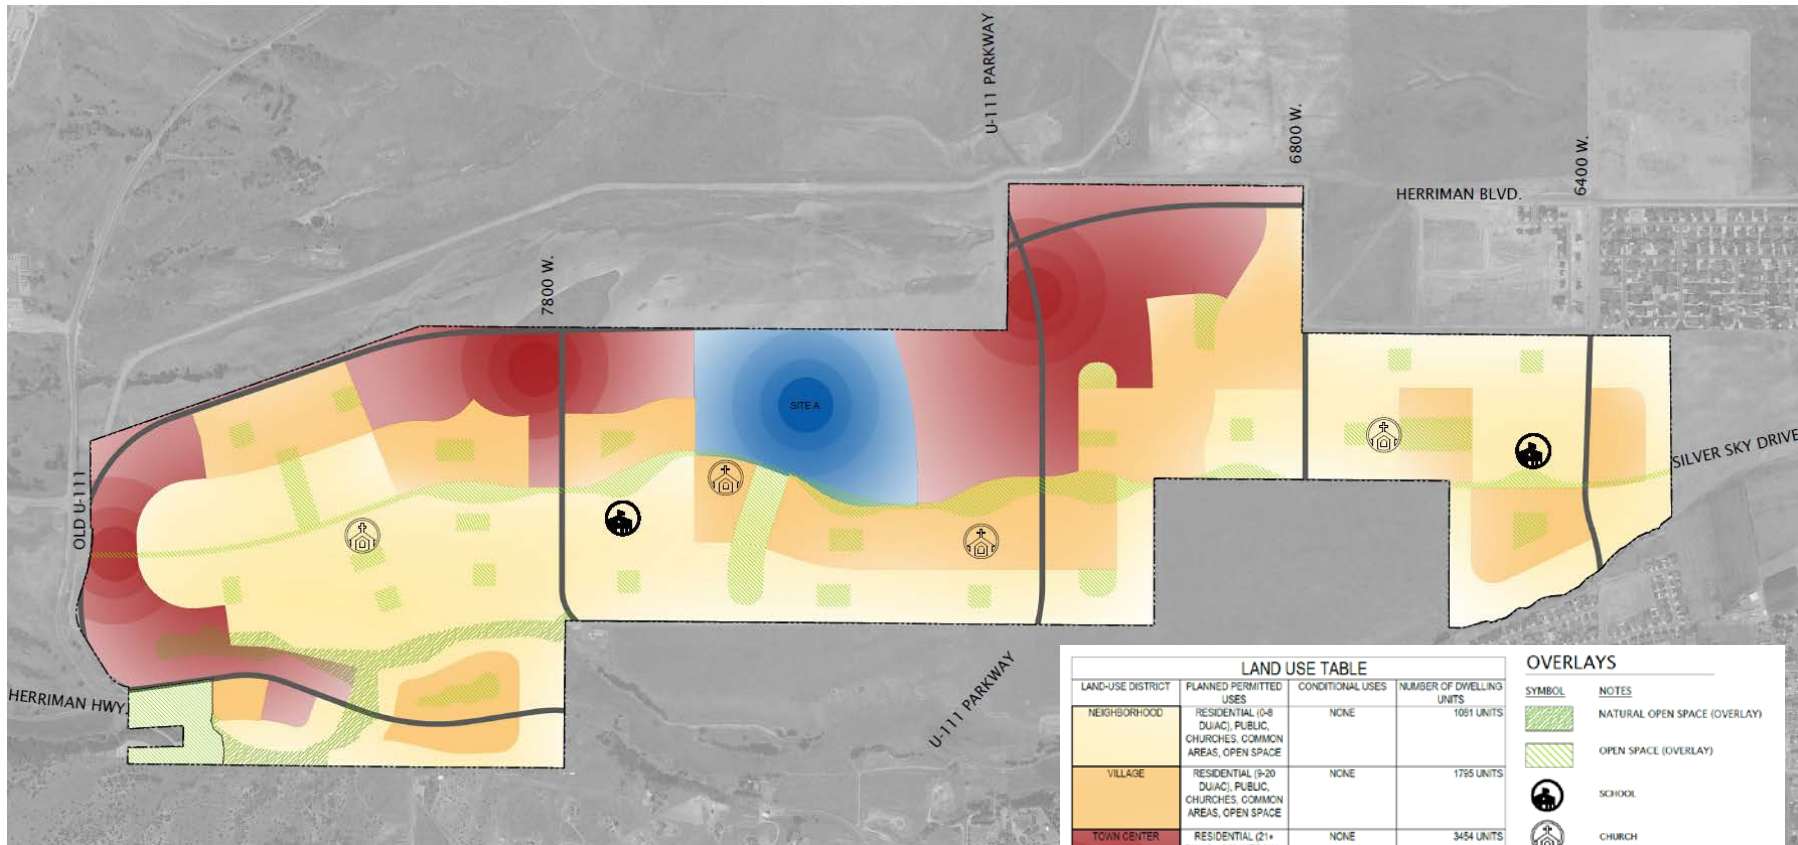 U-111 PARKWAY
6800 W.
6400 W.
HERRIMAN BLVD.
7800 W.
SITE A
OLD U-111
SILVER SKY DRIVE
HERRIMAN HWY.
U-111 PARKWAY
LAND USE TABLE
LAND-USE DISTRICT PLANNED PERMITTED USES CONDITIONAL USES NUMBER OF DWELLING UNITS
NEIGHBORHOOD RESIDENTIAL (0-8 NONE 1081 UNITS
DU/AC), PUBLIC,
CHURCHES, COMMON
AREAS, OPEN SPACE
VILLAGE RESIDENTIAL (9-20 NONE 1795 UNITS
DU/AC), PUBLIC,
CHURCHES, COMMON
AREAS, OPEN SPACE
TOWN CENTER RESIDENTIAL (21+ NONE 3454 UNITS
OVERLAYS
SYMBOL NOTES
NATURAL OPEN SPACE (OVERLAY)
OPEN SPACE (OVERLAY)
SCHOOL
CHURCH